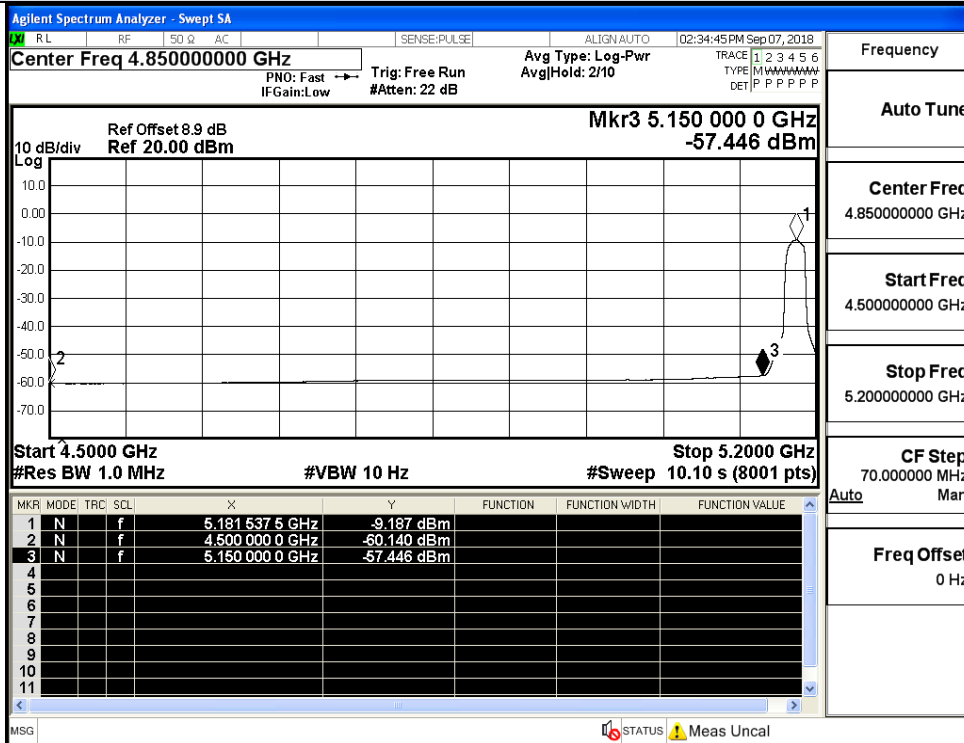 Agilent Spectrum Analyzer - Swept SA
LXI RL RF 50 Ω AC SENSE:PULSE ALIGN AUTO 02:34:45 PM Sep 07, 2018
Center Freq 4.850000000 GHz
PNO: Fast
IFGain:Low
Trig: Free Run
#Atten: 22 dB
Avg Type: Log-Pwr
Avg|Hold: 2/10
TRACE 1 2 3 4 5 6
TYPE M WWWWW
DET P P P P P P
Mkr3 5.150 000 0 GHz
-57.446 dBm
Ref Offset 8.9 dB
10 dB/div Ref 20.00 dBm
Log
10.0
0.00
-10.0
-20.0
-30.0
-40.0
-50.0
-60.0
-70.0
1
2
3
Start 4.5000 GHz Stop 5.2000 GHz
#Res BW 1.0 MHz #VBW 10 Hz #Sweep 10.10 s (8001 pts)
MKR MODE TRC SCL X Y FUNCTION FUNCTION WIDTH FUNCTION VALUE
1 N f 5.181 537 5 GHz -9.187 dBm
2 N f 4.500 000 0 GHz -60.140 dBm
3 N f 5.150 000 0 GHz -57.446 dBm
4
5
6
7
8
9
10
11
MSG STATUS Meas Uncal
Frequency
Auto Tune
Center Freq
4.850000000 GHz
Start Freq
4.500000000 GHz
Stop Freq
5.200000000 GHz
CF Step
70.000000 MHz
Auto Man
Freq Offset
0 Hz